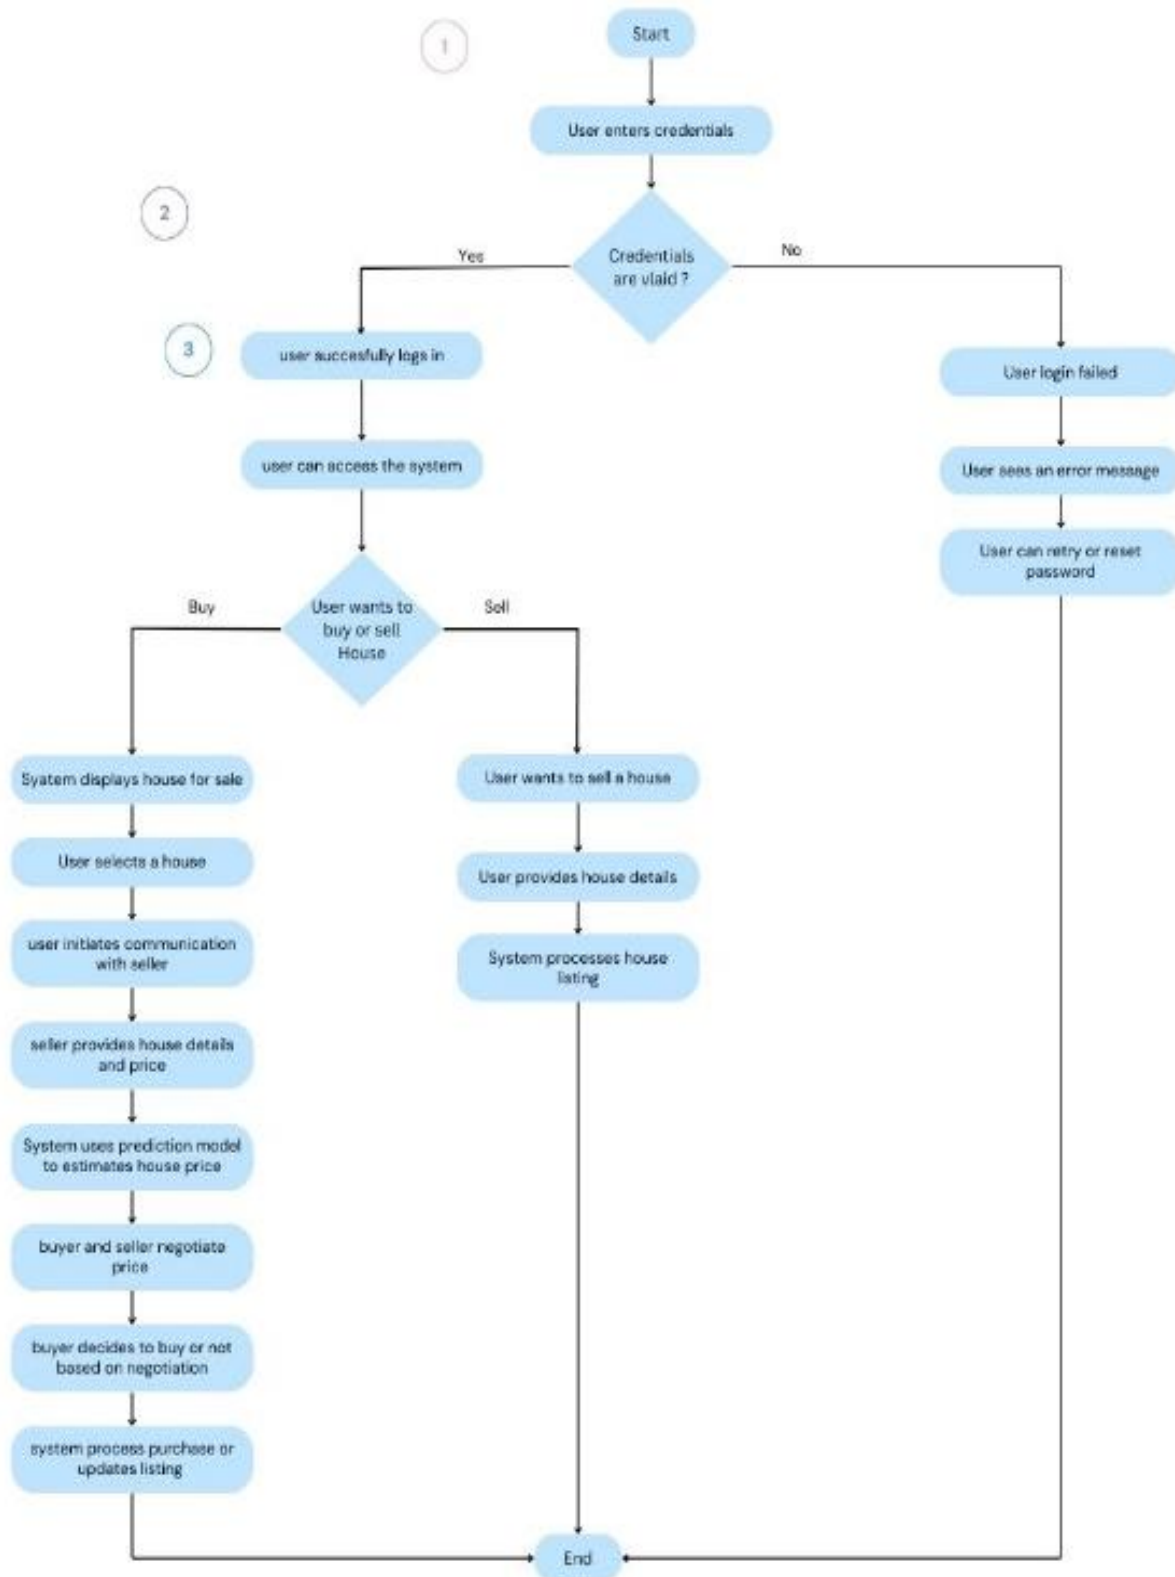 1
Start
User enters credentials
2
Credentials
are vlaid ?
Yes
No
3
user succesfully logs in
User login failed
user can access the system
User sees an error message
User can retry or reset
password
User wants to
buy or sell
House
Buy
Sell
System displays house for sale
User selects a house
user initiates communication
with seller
seller provides house details
and price
System uses prediction model
to estimates house price
buyer and seller negotiate
price
buyer decides to buy or not
based on negotiation
system process purchase or
updates listing
User wants to sell a house
User provides house details
System processes house
listing
End